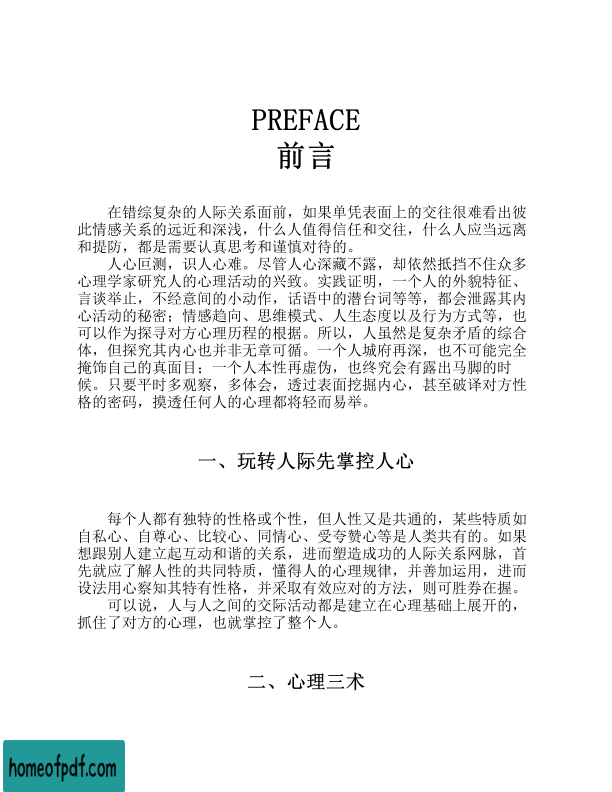 PREFACE
前言
在错综复杂的人际关系面前，如果单凭表面上的交往很难看出彼
此情感关系的远近和深浅，什么人值得信任和交往，什么人应当远离
和提防，都是需要认真思考和谨慎对待的。
人心叵测，识人心难。尽管人心深藏不露，却依然抵挡不住众多
心理学家研究人的心理活动的兴致。实践证明，一个人的外貌特征、
言谈举止，不经意间的小动作，话语中的潜台词等等，都会泄露其内
心活动的秘密；情感趋向、思维模式、人生态度以及行为方式等，也
可以作为探寻对方心理历程的根据。所以，人虽然是复杂矛盾的综合
体，但探究其内心也并非无章可循。一个人城府再深，也不可能完全
掩饰自己的真面目；一个人本性再虚伪，也终究会有露出马脚的时
候。只要平时多观察，多体会，透过表面挖掘内心，甚至破译对方性
格的密码，摸透任何人的心理都将轻而易举。
一、玩转人际先掌控人心
每个人都有独特的性格或个性，但人性又是共通的，某些特质如
自私心、自尊心、比较心、同情心、受夸赞心等是人类共有的。如果
想跟别人建立起互动和谐的关系，进而塑造成功的人际关系网脉，首
先就应了解人性的共同特质，懂得人的心理规律，并善加运用，进而
设法用心察知其特有性格，并采取有效应对的方法，则可胜券在握。
可以说，人与人之间的交际活动都是建立在心理基础上展开的，
抓住了对方的心理，也就掌控了整个人。
二、心理三术
homeofpdf.com